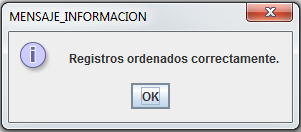 MENSAJE_INFORMACION
Registros ordenados correctamente.
OK